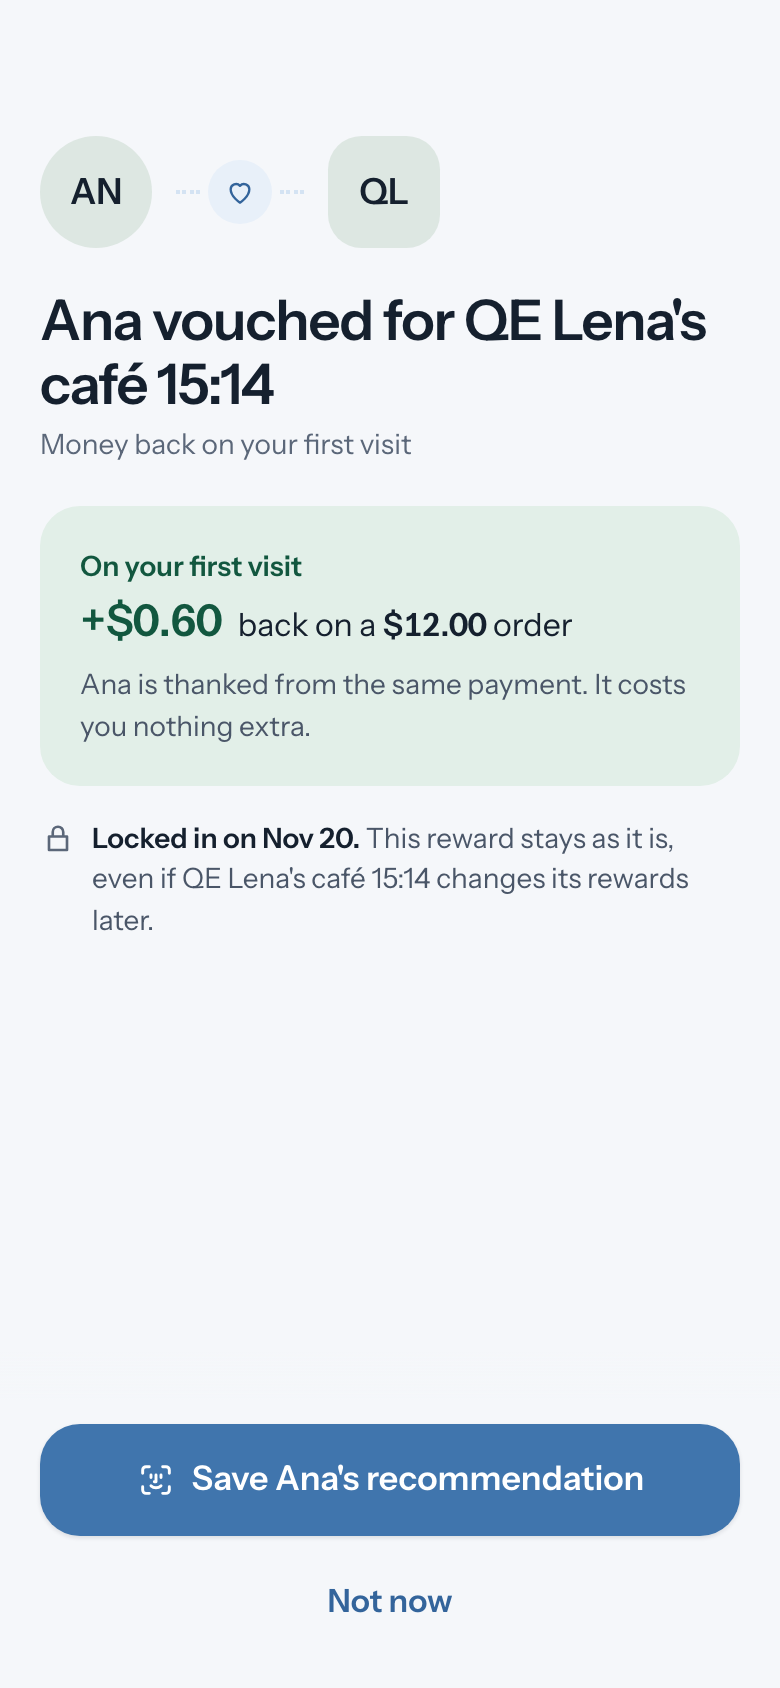 AN
QL
Ana vouched for QE Lena's
café 15:14
Money back on your first visit
On your first visit
+$0.60 back on a $12.00 order
Ana is thanked from the same payment. It costs
you nothing extra.
Locked in on Nov 20. This reward stays as it is,
even if QE Lena's café 15:14 changes its rewards
later.
Save Ana's recommendation
Not now